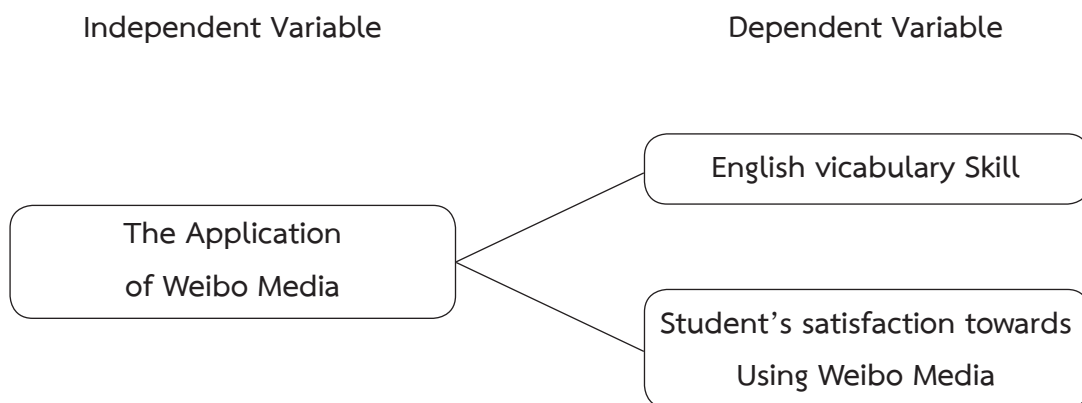 Independent Variable
Dependent Variable
English vicabulary Skill
The Application
of Weibo Media
Student's satisfaction towards
Using Weibo Media